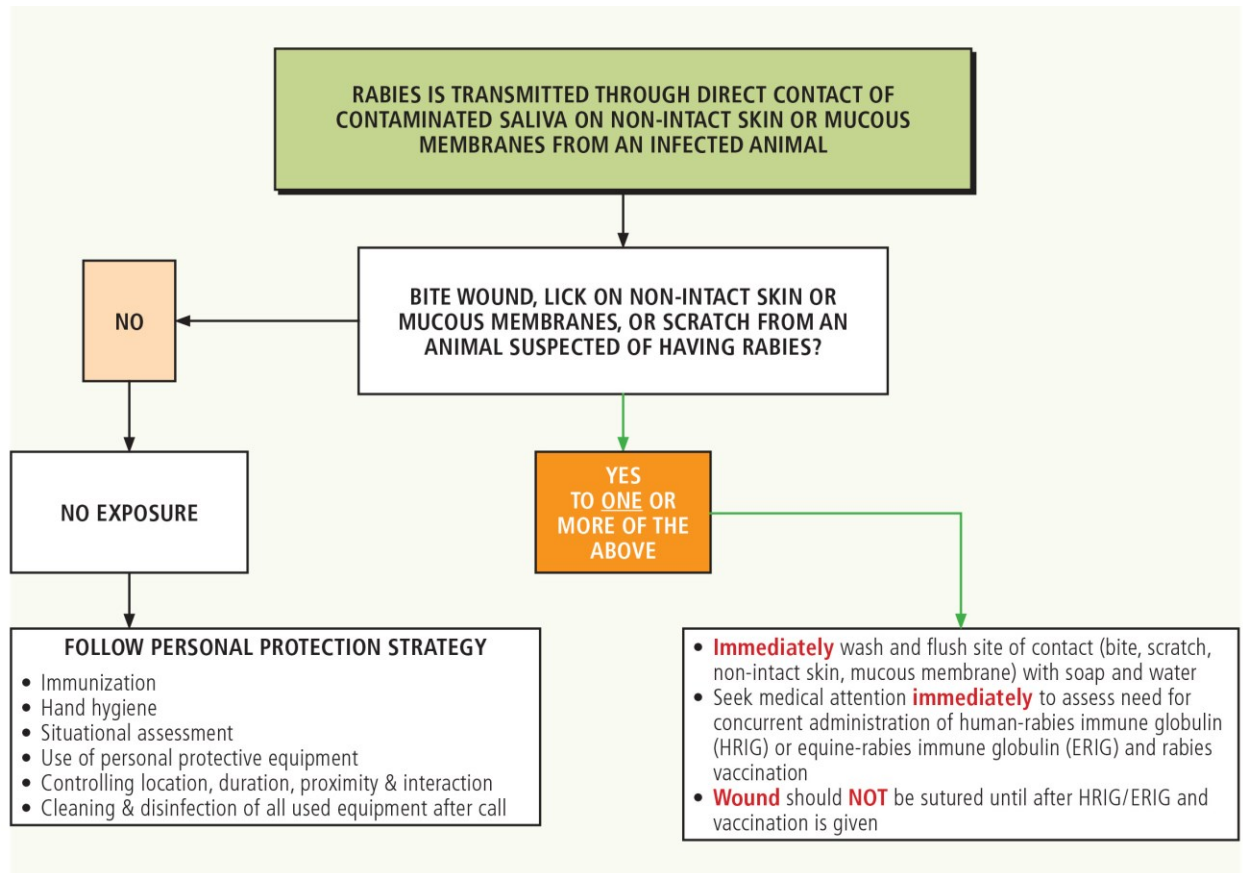 RABIES IS TRANSMITTED THROUGH DIRECT CONTACT OF
CONTAMINATED SALIVA ON NON-INTACT SKIN OR MUCOUS
MEMBRANES FROM AN INFECTED ANIMAL
BITE WOUND, LICK ON NON-INTACT SKIN OR
MUCOUS MEMBRANES, OR SCRATCH FROM AN
ANIMAL SUSPECTED OF HAVING RABIES?
NO
NO EXPOSURE
YES
TO ONE OR
MORE OF THE
ABOVE
FOLLOW PERSONAL PROTECTION STRATEGY
• Immunization
• Hand hygiene
• Situational assessment
• Use of personal protective equipment
• Controlling location, duration, proximity & interaction
• Cleaning & disinfection of all used equipment after call
• Immediately wash and flush site of contact (bite, scratch,
non-intact skin, mucous membrane) with soap and water
• Seek medical attention immediately to assess need for
concurrent administration of human-rabies immune globulin
(HRIG) or equine-rabies immune globulin (ERIG) and rabies
vaccination
• Wound should NOT be sutured until after HRIG/ERIG and
vaccination is given